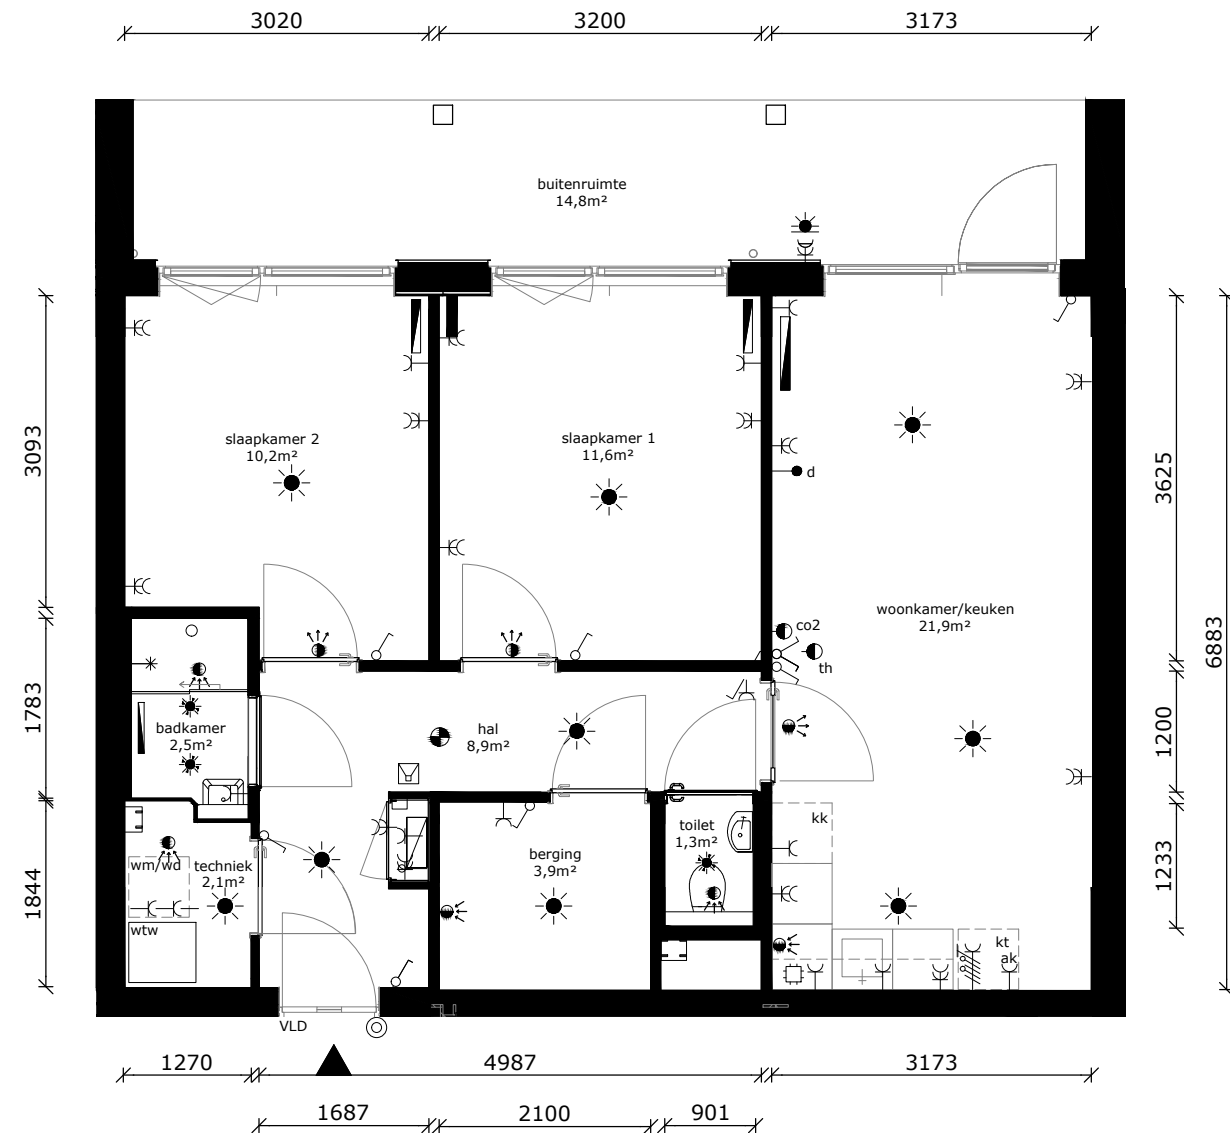 3020
3200
3173
buitenruimte
14,8m²
3093
slaapkamer 2
10,2m²
slaapkamer 1
11,6m²
d
3625
6883
woonkamer/keuken
21,9m²
co2
th
1783
badkamer
2,5m²
hal
8,9m²
1200
kk
toilet
1,3m²
berging
3,9m²
1233
1844
wm/wd
techniek
2,1m²
wtw
kt
ak
VLD
1270
4987
3173
1687
2100
901